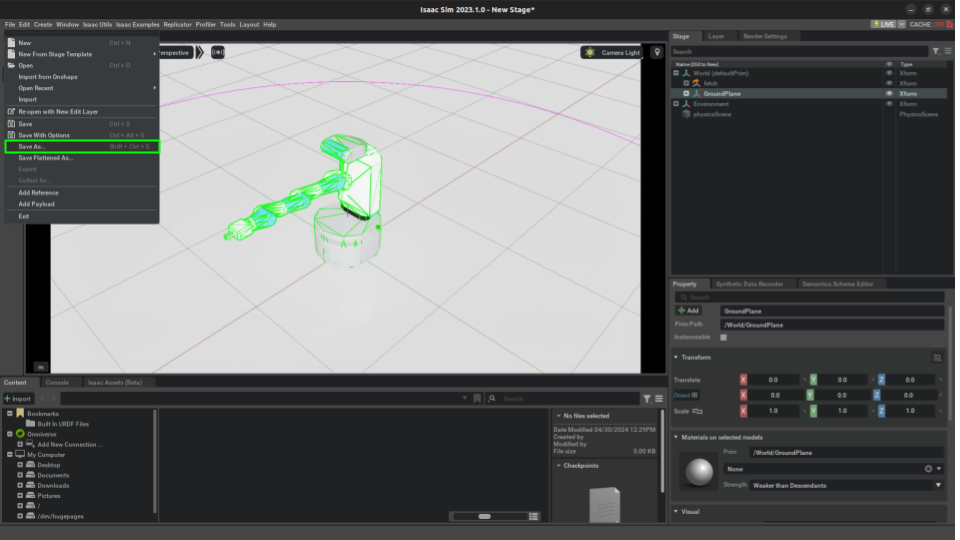 Isaac Sim 2023.1.0 - New Stage*
File Edit Create Window Isaac Utils Isaac Examples Replicator Profiler Tools Layout Help
LIVE CACHE: OFF
New Ctrl + N
New From Stage Template
Open Ctrl + O
Import from Onshape
Open Recent
Import
Re-open with New Edit Layer
Save Ctrl + S
Save With Options Ctrl + Alt + S
Save As... Shift + Ctrl + S
Save Flattened As...
Export
Collect As...
Add Reference
Add Payload
Exit
erspective
Camera Light
Stage Layer Render Settings
Search
Name (Old to New) Type
World (defaultPrim) Xform
fetch Xform
GroundPlane Xform
Environment Xform
physicsScene PhysicsScene
Property Synthetic Data Recorder Semantics Schema Editor
Search
Add GroundPlane
Prim Path /World/GroundPlane
Instanceable
Transform
Translate X 0.0 Y 0.0 Z 0.0
Orient X 0.0 Y 0.0 Z 0.0
Scale X 1.0 Y 1.0 Z 1.0
Materials on selected models
Prim /World/GroundPlane
None
Strength Weaker than Descendants
Visual
m
Content Console Isaac Assets (Beta)
Import Search
Bookmarks
Built In URDF Files
Omniverse
Add New Connection ...
My Computer
Desktop
Documents
Downloads
Pictures
/
/dev/hugepages
No files selected
Date Modified 04/30/2024 12:21PM
Created by
Modified by
File size 0.00 KB
Checkpoints